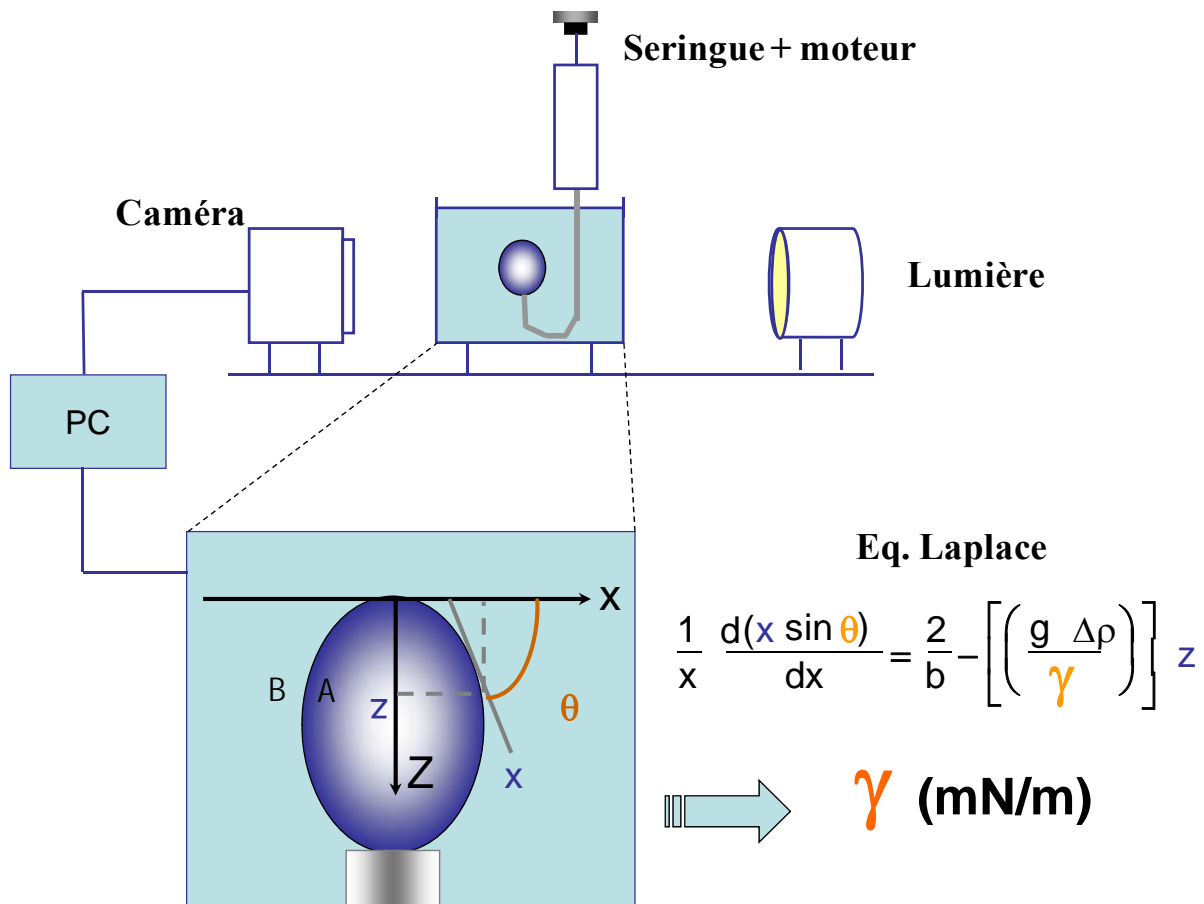 Seringue + moteur
Caméra
Lumière
PC
Eq. Laplace
x
1/x d(x sin θ)/dx = 2/b − [(g Δρ/γ)] z
B A
z
θ
Z
x
γ (mN/m)